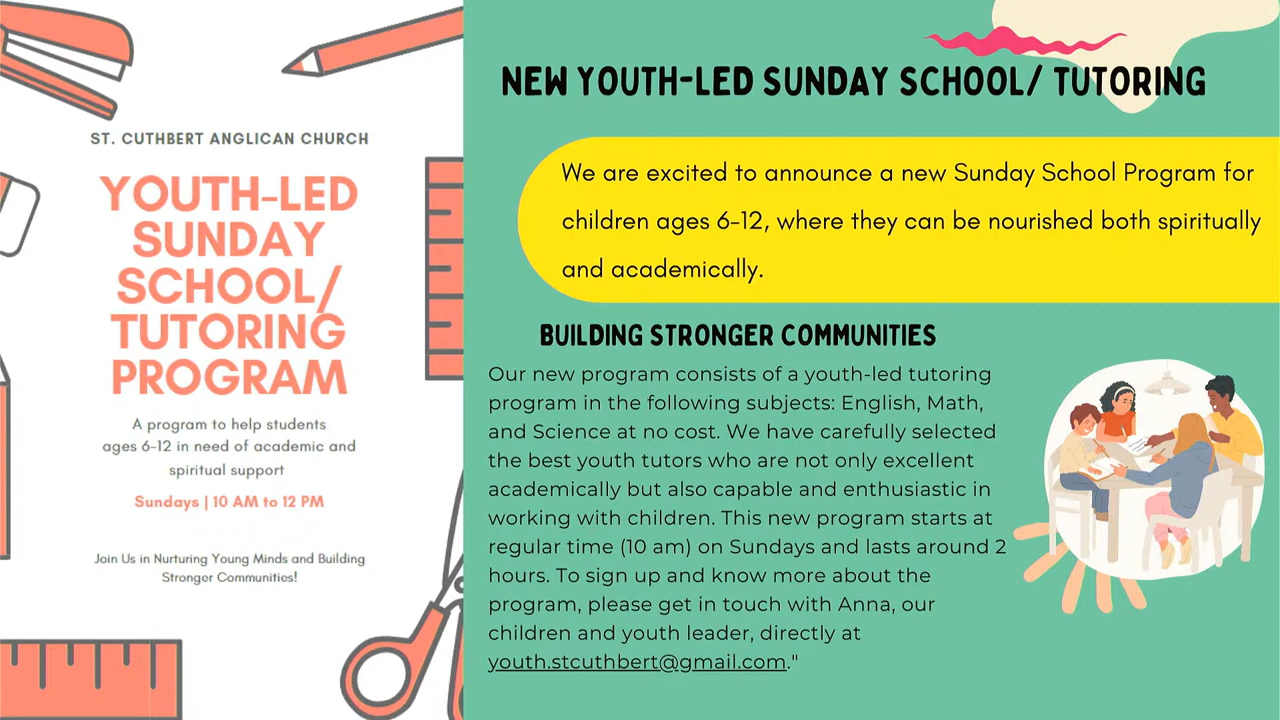 ST. CUTHBERT ANGLICAN CHURCH
YOUTH-LED
SUNDAY
SCHOOL/
TUTORING
PROGRAM
A program to help students
ages 6-12 in need of academic and
spiritual support
Sundays | 10 AM to 12 PM
Join Us in Nurturing Young Minds and Building
Stronger Communities!
NEW YOUTH-LED SUNDAY SCHOOL/ TUTORING
We are excited to announce a new Sunday School Program for
children ages 6-12, where they can be nourished both spiritually
and academically.
BUILDING STRONGER COMMUNITIES
Our new program consists of a youth-led tutoring
program in the following subjects: English, Math,
and Science at no cost. We have carefully selected
the best youth tutors who are not only excellent
academically but also capable and enthusiastic in
working with children. This new program starts at
regular time (10 am) on Sundays and lasts around 2
hours. To sign up and know more about the
program, please get in touch with Anna, our
children and youth leader, directly at
youth.stcuthbert@gmail.com."